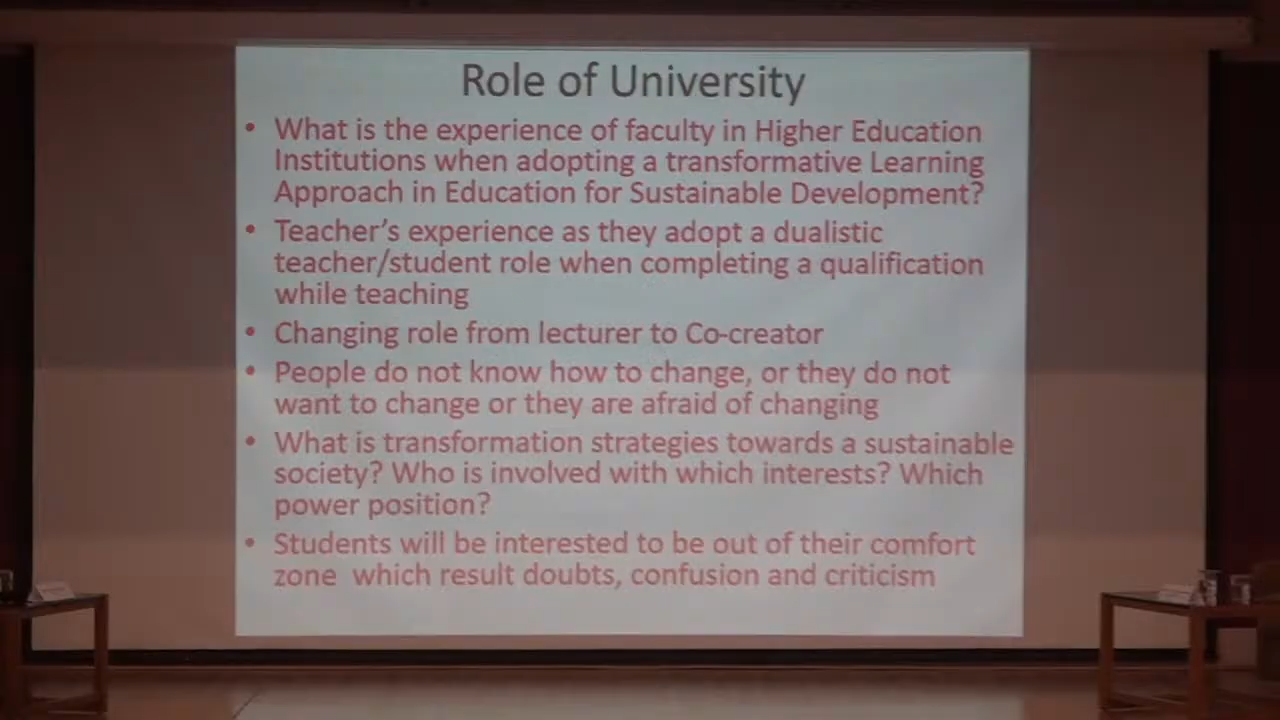 Role of University
• What is the experience of faculty in Higher Education
Institutions when adopting a transformative Learning
Approach in Education for Sustainable Development?
• Teacher's experience as they adopt a dualistic
teacher/student role when completing a qualification
while teaching
• Changing role from lecturer to Co-creator
• People do not know how to change, or they do not
want to change or they are afraid of changing
• What is transformation strategies towards a sustainable
society? Who is involved with which interests? Which
power position?
• Students will be interested to be out of their comfort
zone  which result doubts, confusion and criticism